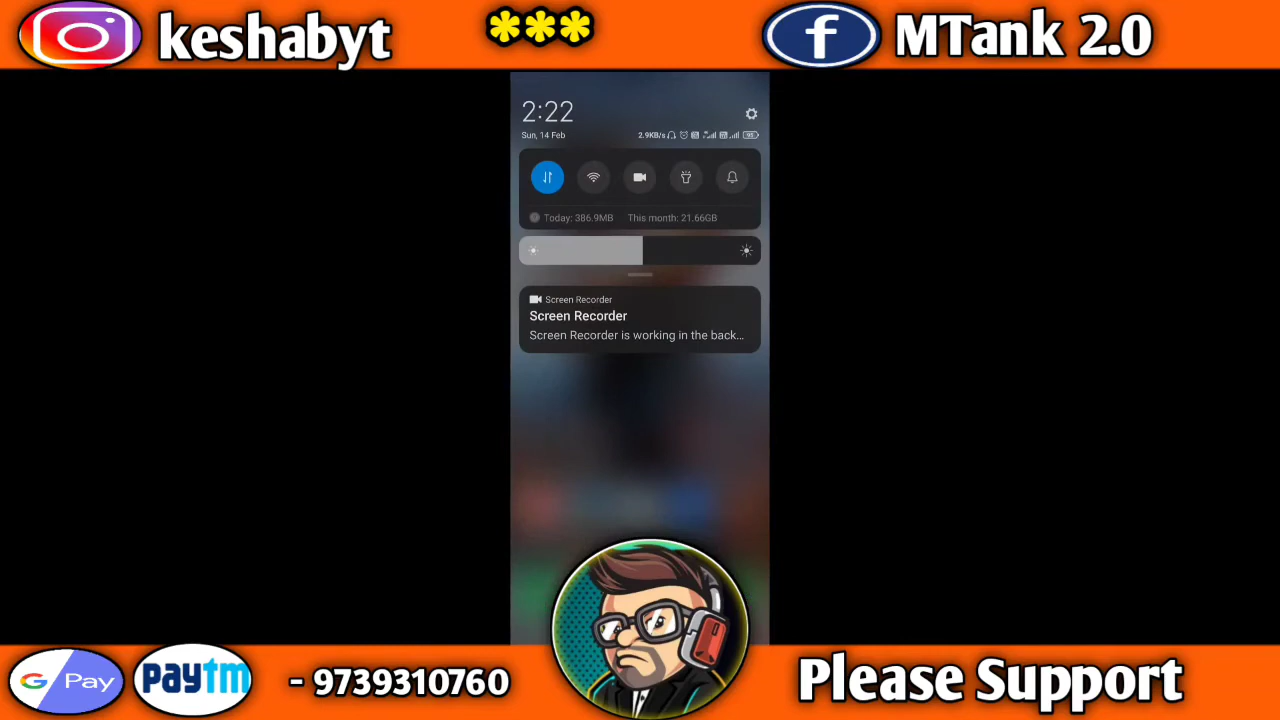 keshabyt
***
f
MTank 2.0
2:22
Sun, 14 Feb
2.9KB/s
95
Today: 386.9MB
This month: 21.66GB
Screen Recorder
Screen Recorder
Screen Recorder is working in the back...
G Pay
paytm
- 9739310760
Please Support